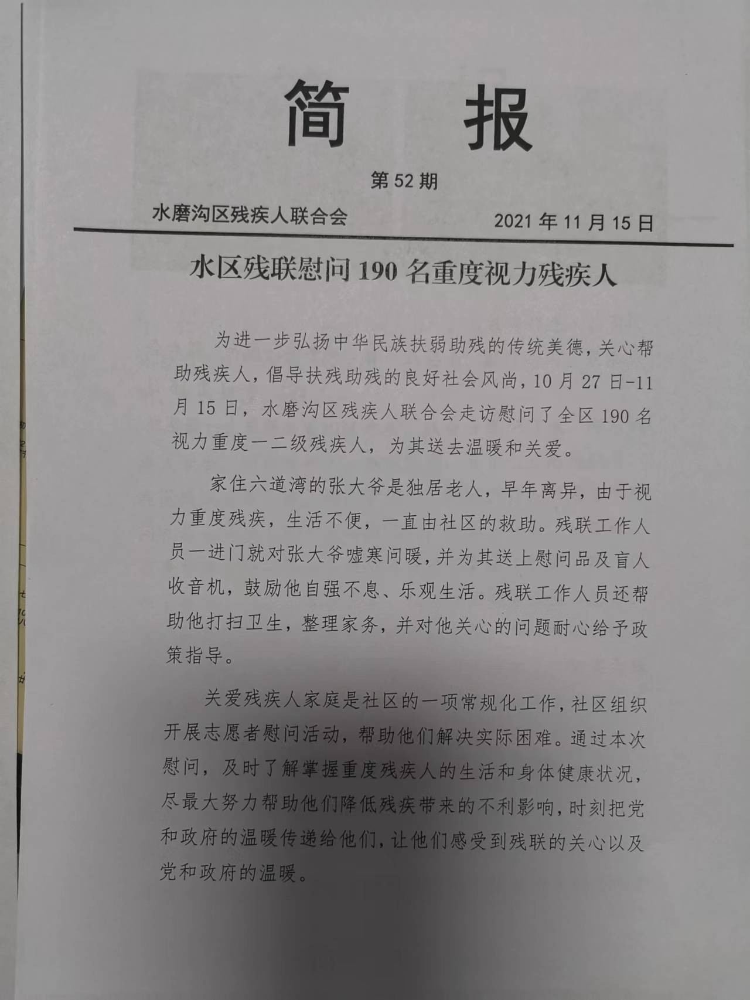 简 报
第 52 期
水磨沟区残疾人联合会 2021 年 11 月 15 日
水区残联慰问 190 名重度视力残疾人
为进一步弘扬中华民族扶弱助残的传统美德，关心帮
助残疾人，倡导扶残助残的良好社会风尚，10 月 27 日-11
月 15 日，水磨沟区残疾人联合会走访慰问了全区 190 名
视力重度一二级残疾人，为其送去温暖和关爱。
家住六道湾的张大爷是独居老人，早年离异，由于视
力重度残疾，生活不便，一直由社区的救助。残联工作人
员一进门就对张大爷嘘寒问暖，并为其送上慰问品及盲人
收音机，鼓励他自强不息、乐观生活。残联工作人员还帮
助他打扫卫生，整理家务，并对他关心的问题耐心给予政
策指导。
关爱残疾人家庭是社区的一项常规化工作，社区组织
开展志愿者慰问活动，帮助他们解决实际困难。通过本次
慰问，及时了解掌握重度残疾人的生活和身体健康状况，
尽最大努力帮助他们降低残疾带来的不利影响，时刻把党
和政府的温暖传递给他们，让他们感受到残联的关心以及
党和政府的温暖。